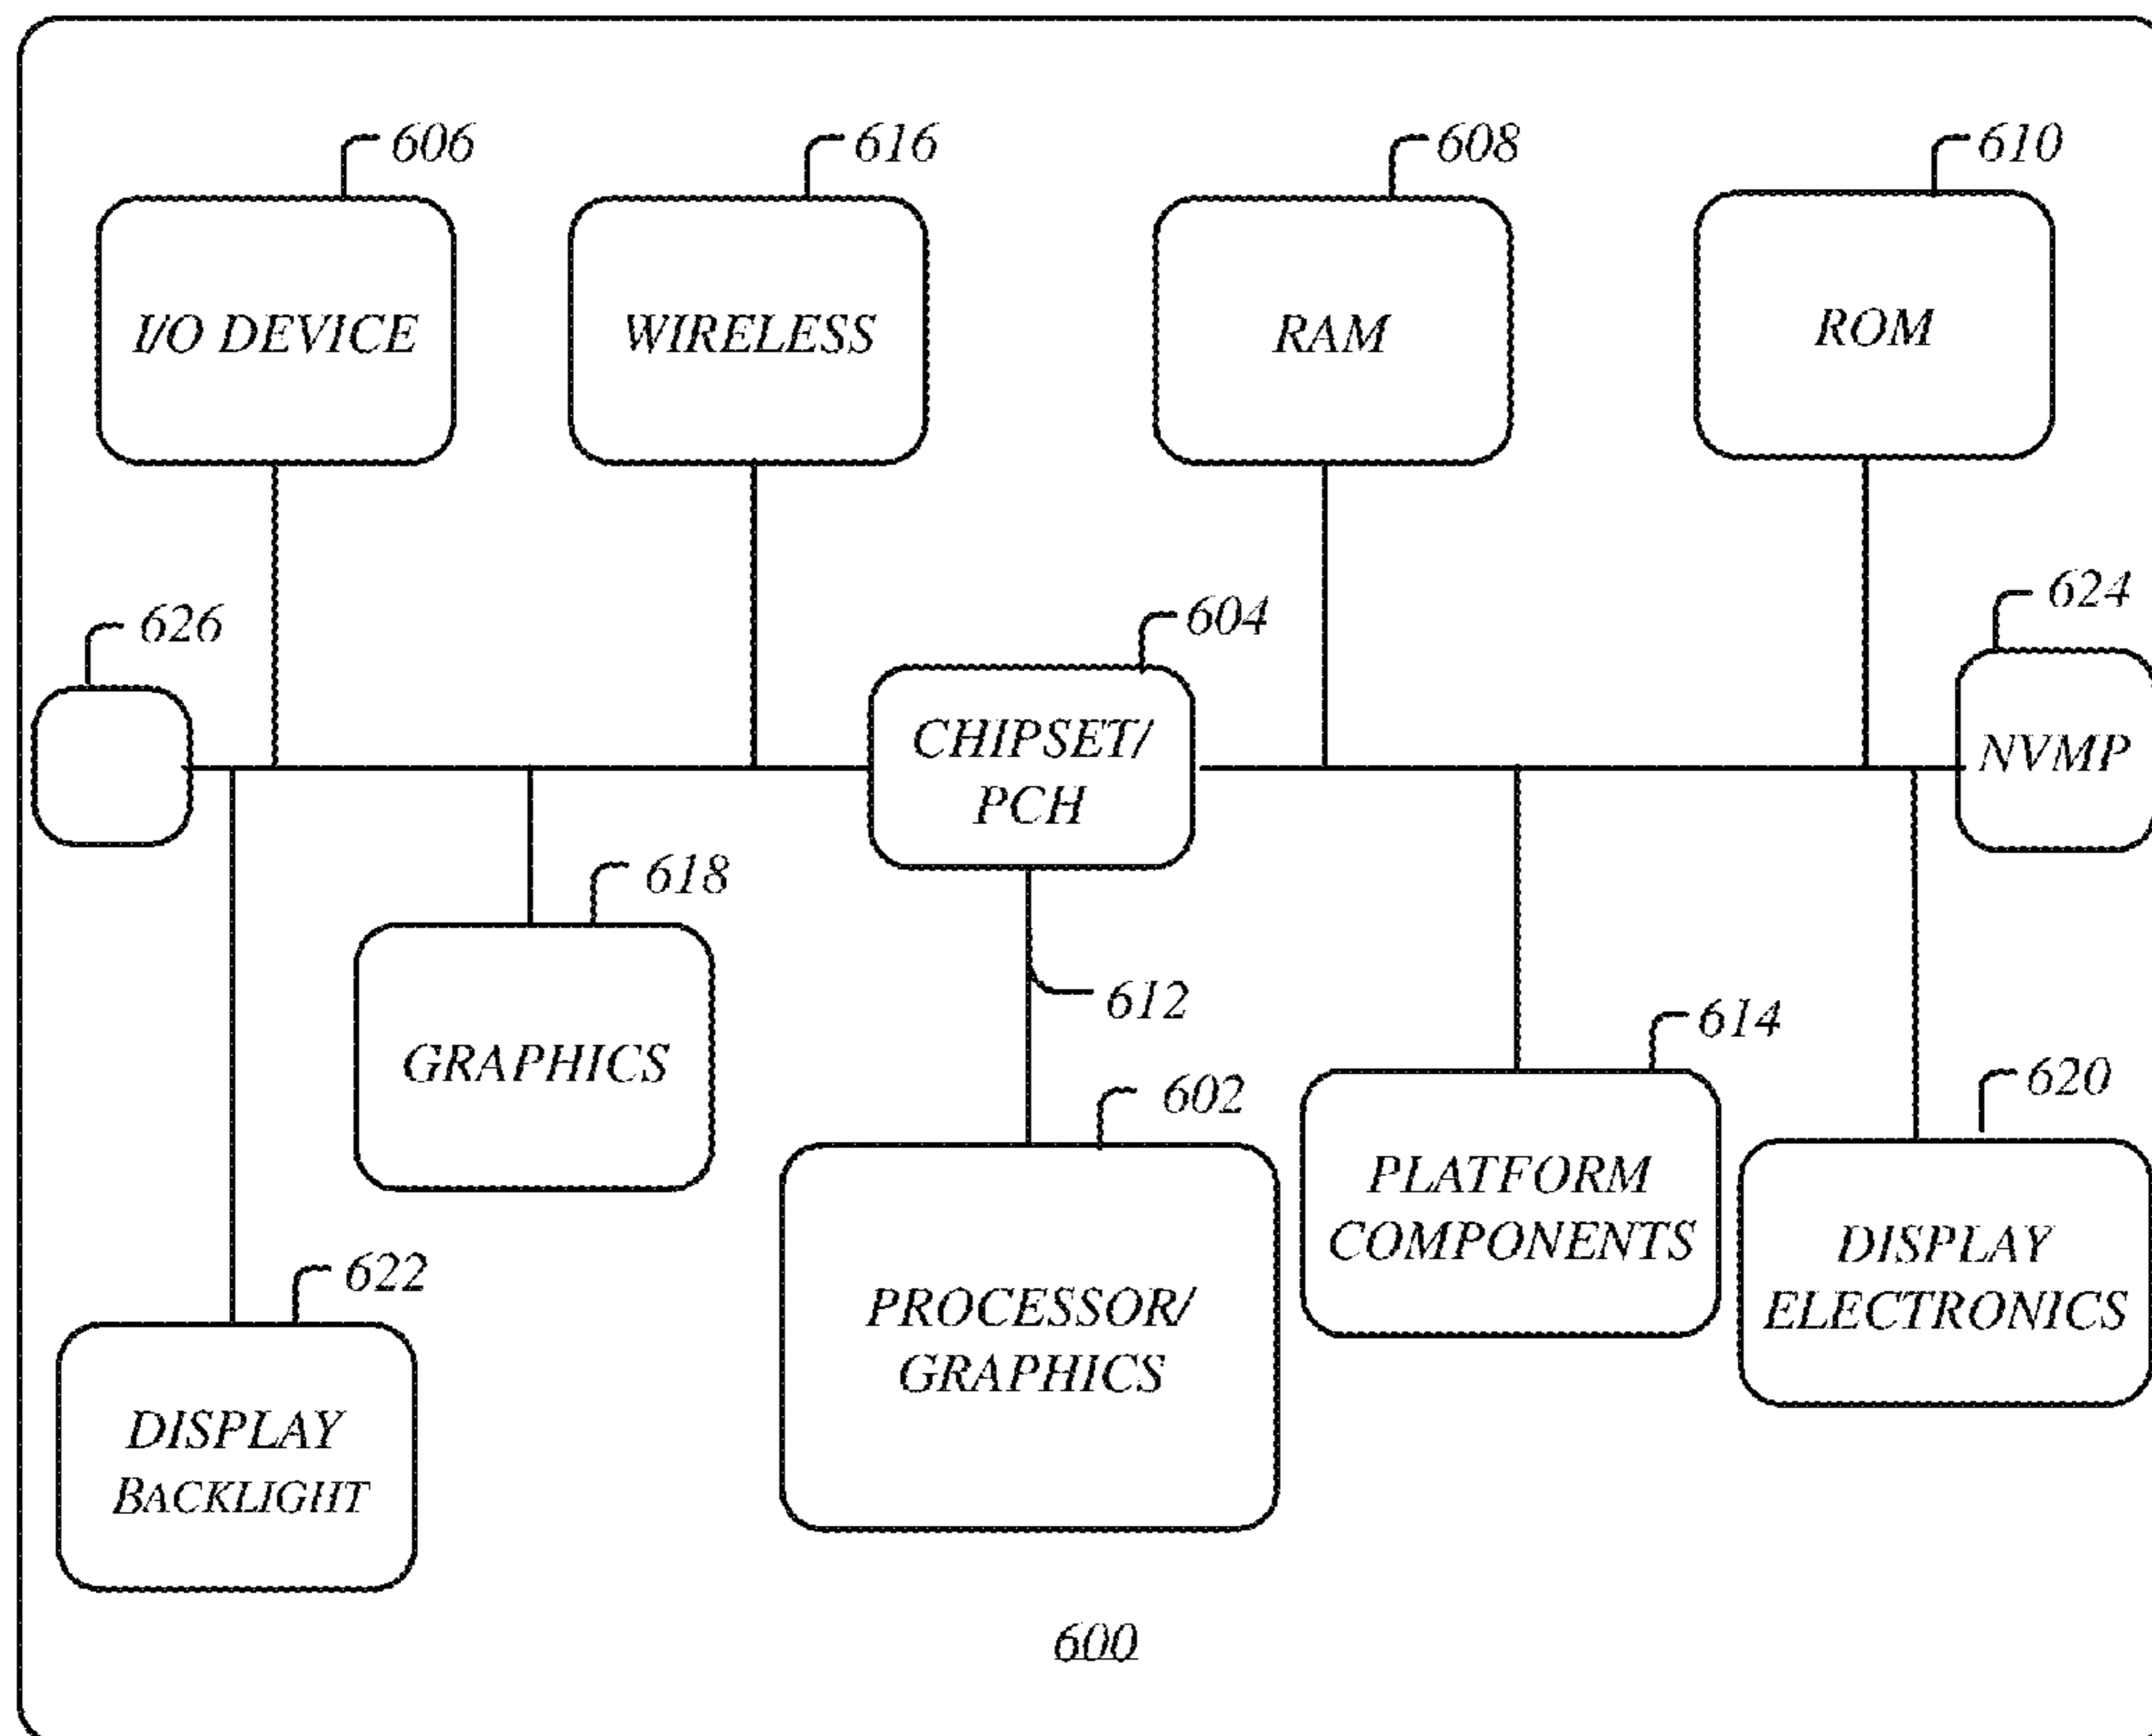 606
616
608
610
I/O DEVICE
WIRELESS
RAM
ROM
626
604
624
CHIPSET/
PCH
NVMP
618
612
614
GRAPHICS
602
620
PLATFORM
COMPONENTS
DISPLAY
ELECTRONICS
622
PROCESSOR/
GRAPHICS
DISPLAY
BACKLIGHT
600